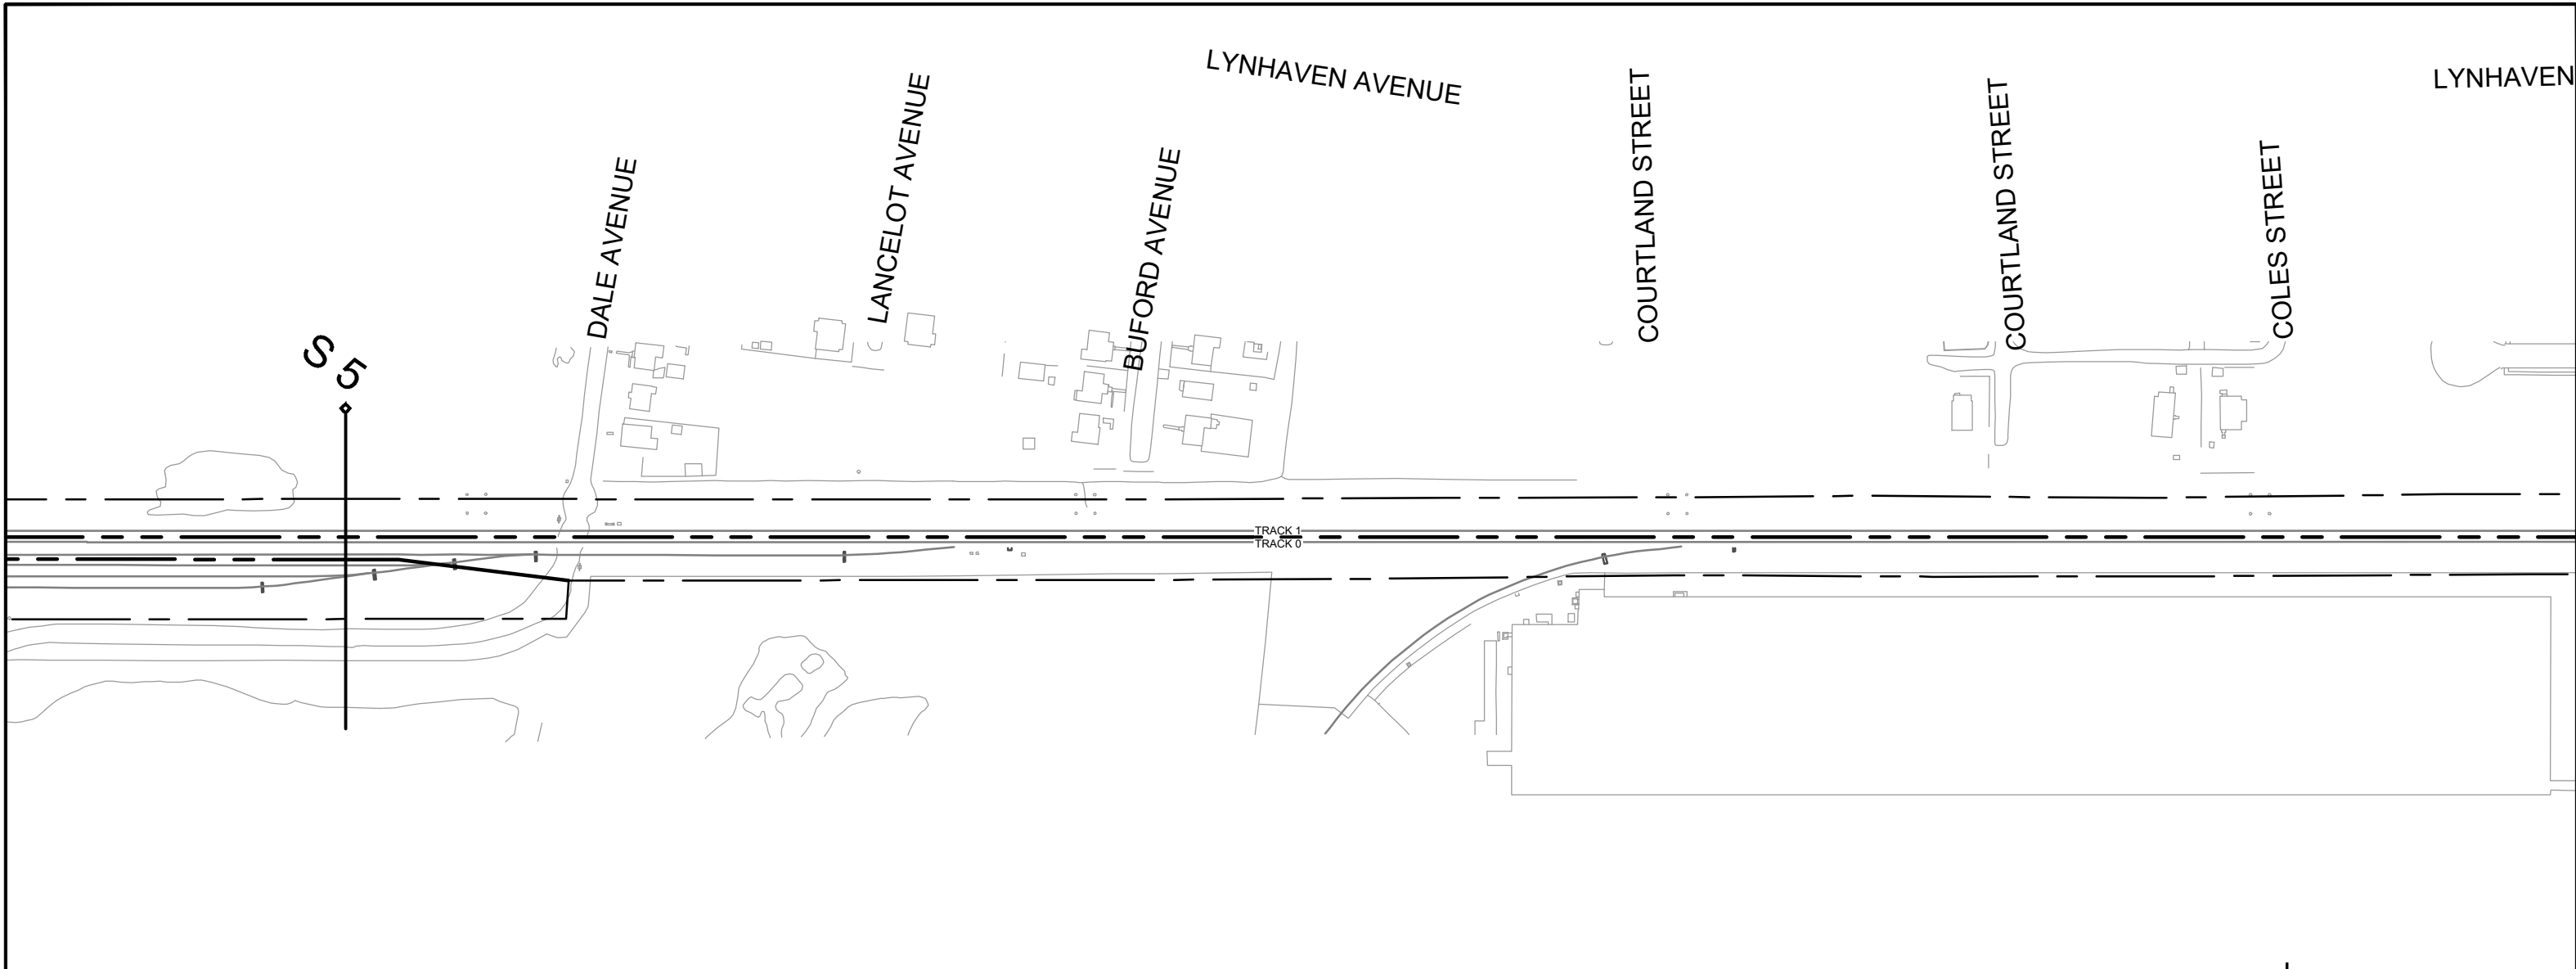 LYNHAVEN AVENUE
LYNHAVEN
DALE AVENUE
LANCELOT AVENUE
BUFORD AVENUE
COURTLAND STREET
COURTLAND STREET
COLES STREET
S 5
TRACK 1
TRACK 0